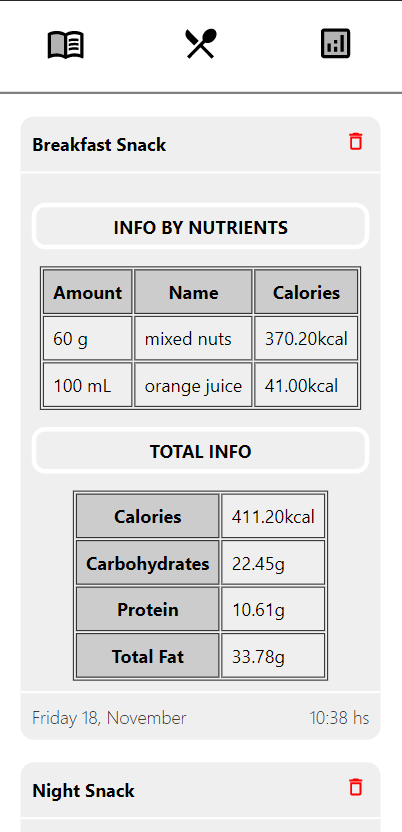 Breakfast Snack
INFO BY NUTRIENTS
Amount Name Calories
60 g mixed nuts 370.20kcal
100 mL orange juice 41.00kcal
TOTAL INFO
Calories 411.20kcal
Carbohydrates 22.45g
Protein 10.61g
Total Fat 33.78g
Friday 18, November 10:38 hs
Night Snack